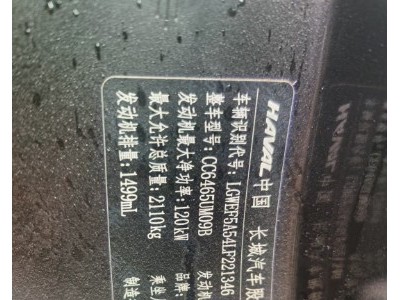 HAVAL 中国 长城汽车联
车辆识别代号: LGWEF5A54LF221346
整车型号: CC6465UM09B 发动机
发动机最大净功率: 120kW 品牌:
最大允许总质量: 2110kg 乘坐
发动机排量: 1499mL 制造